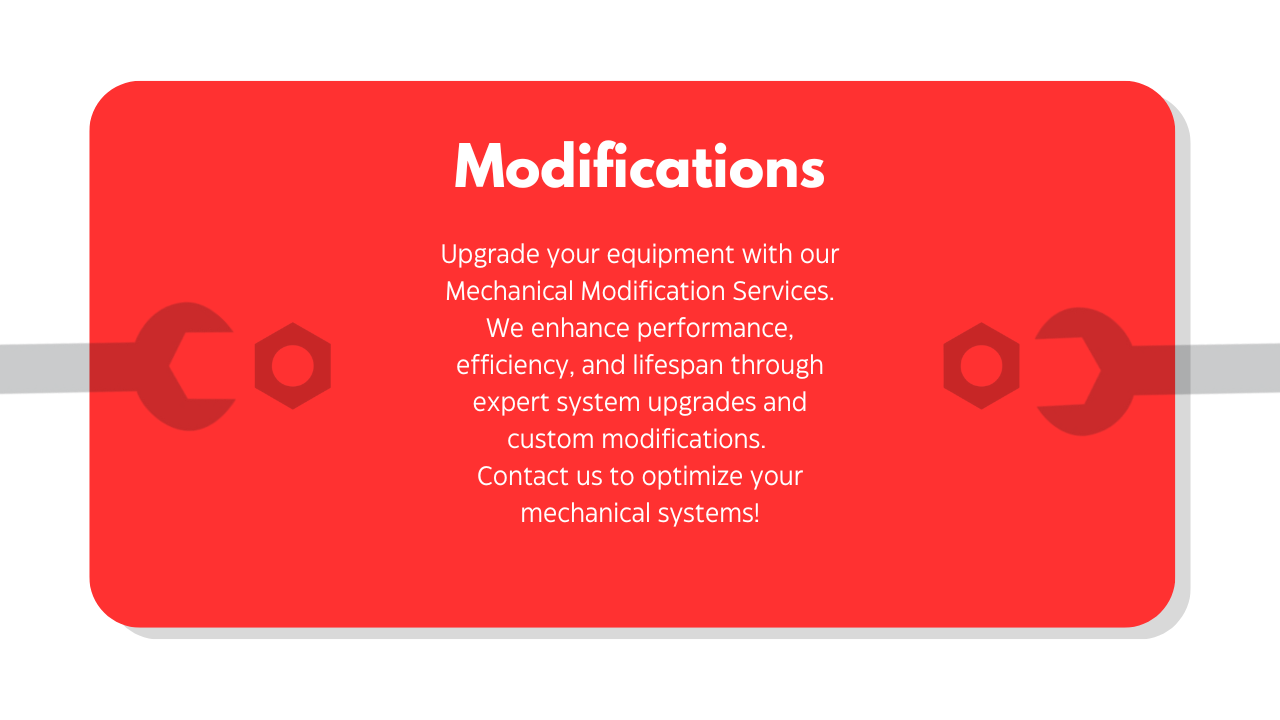 Modifications
Upgrade your equipment with our
Mechanical Modification Services.
We enhance performance,
efficiency, and lifespan through
expert system upgrades and
custom modifications.
Contact us to optimize your
mechanical systems!